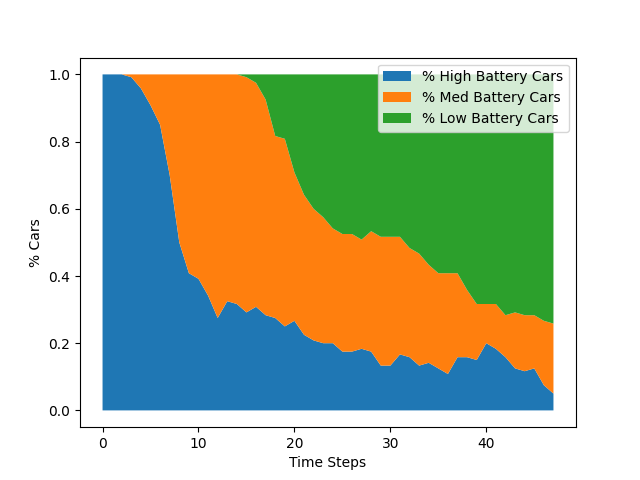 % High Battery Cars
% Med Battery Cars
% Low Battery Cars
1.0
0.8
0.6
0.4
0.2
0.0
% Cars
0 10 20 30 40
Time Steps